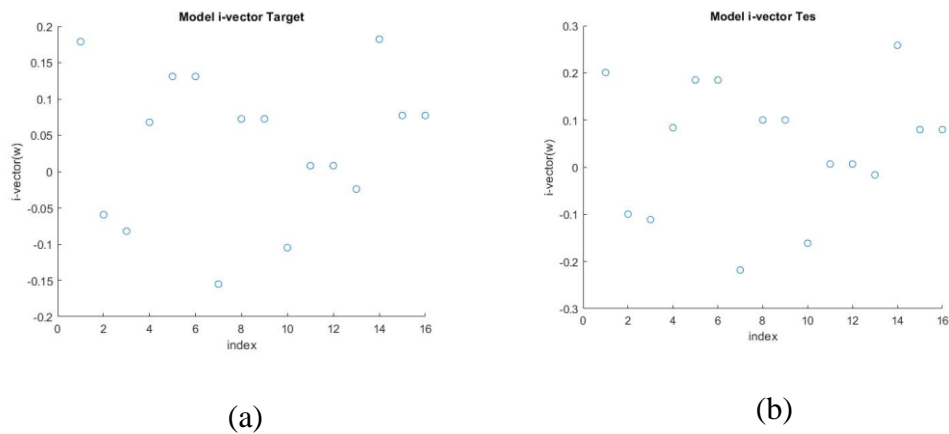 Model i-vector Target
0.2
0.15
0.1
0.05
0
-0.05
-0.1
-0.15
-0.2
i-vector(w)
0 2 4 6 8 10 12 14 16
index
(a)
Model i-vector Tes
0.3
0.2
0.1
0
-0.1
-0.2
-0.3
i-vector(w)
0 2 4 6 8 10 12 14 16
index
(b)